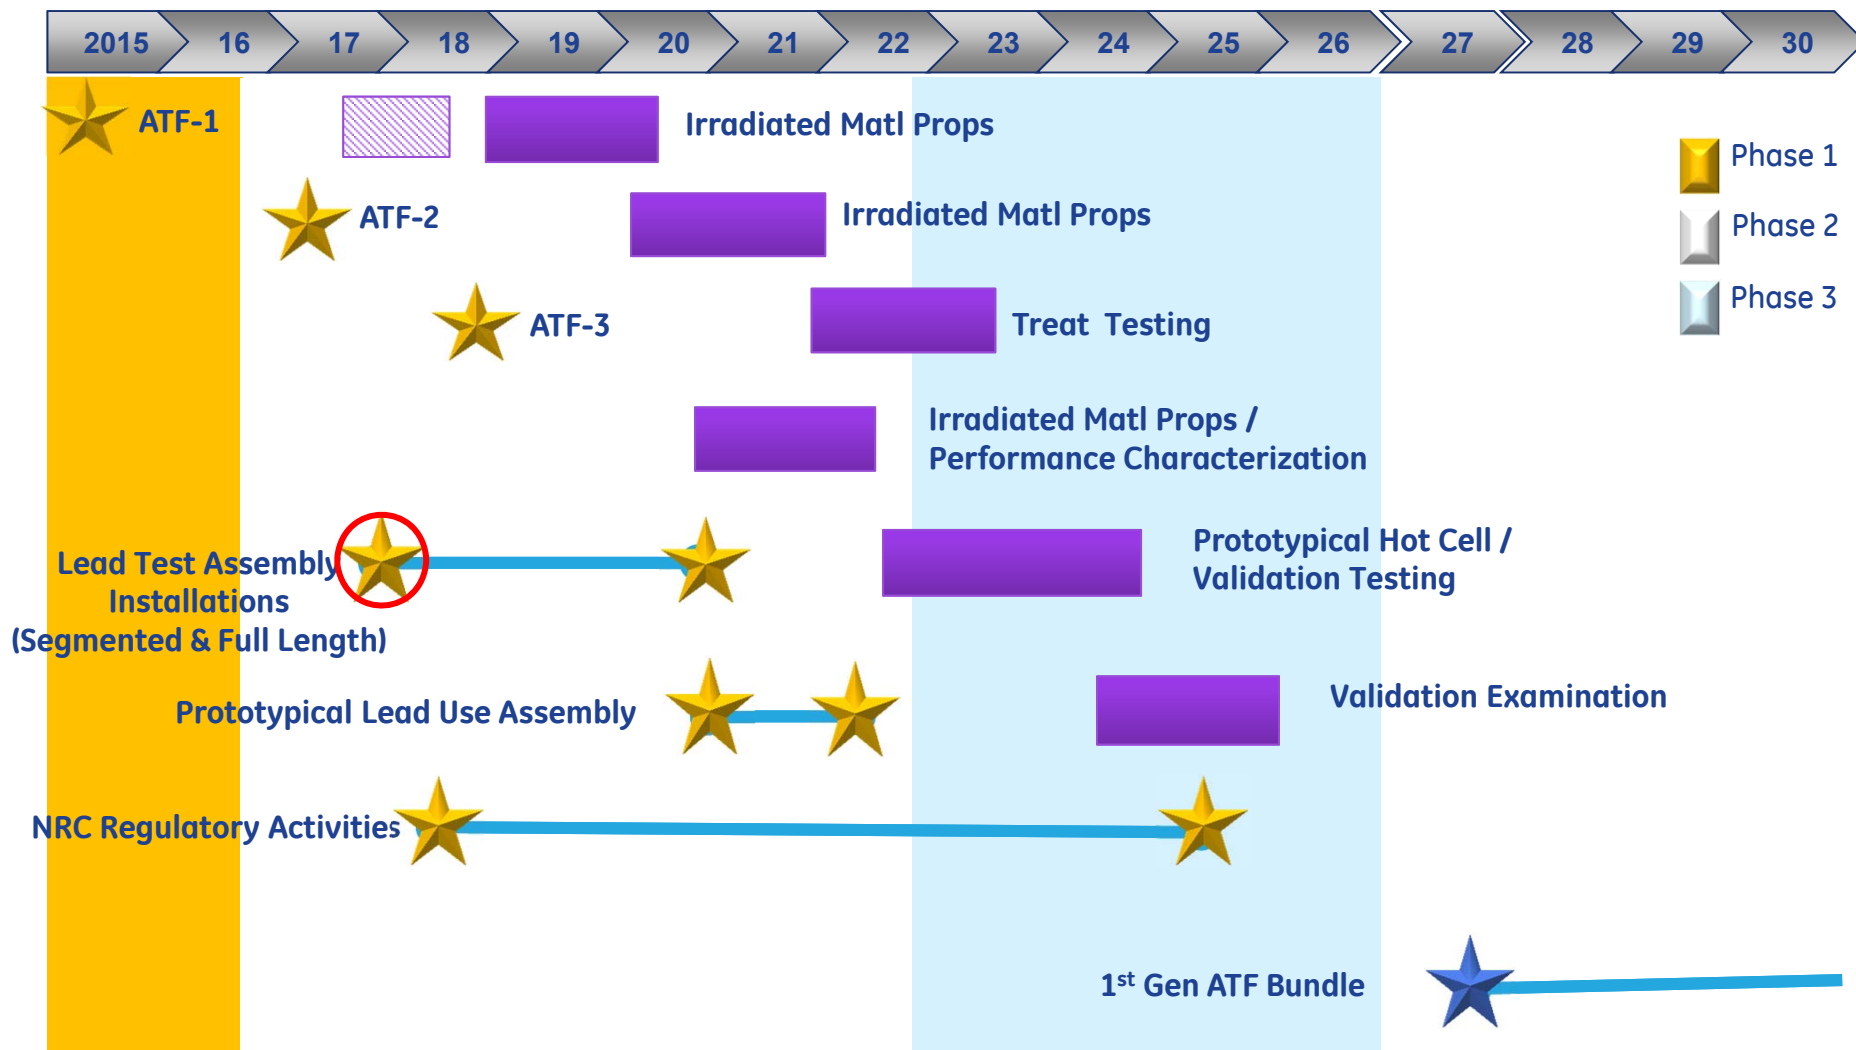 2015 16 17 18 19 20 21 22 23 24 25 26 27 28 29 30
ATF-1
Irradiated Matl Props
Phase 1
ATF-2
Irradiated Matl Props
Phase 2
Phase 3
ATF-3
Treat Testing
Irradiated Matl Props /
Performance Characterization
Lead Test Assembly
Installations
(Segmented & Full Length)
Prototypical Hot Cell /
Validation Testing
Prototypical Lead Use Assembly
Validation Examination
NRC Regulatory Activities
1st Gen ATF Bundle